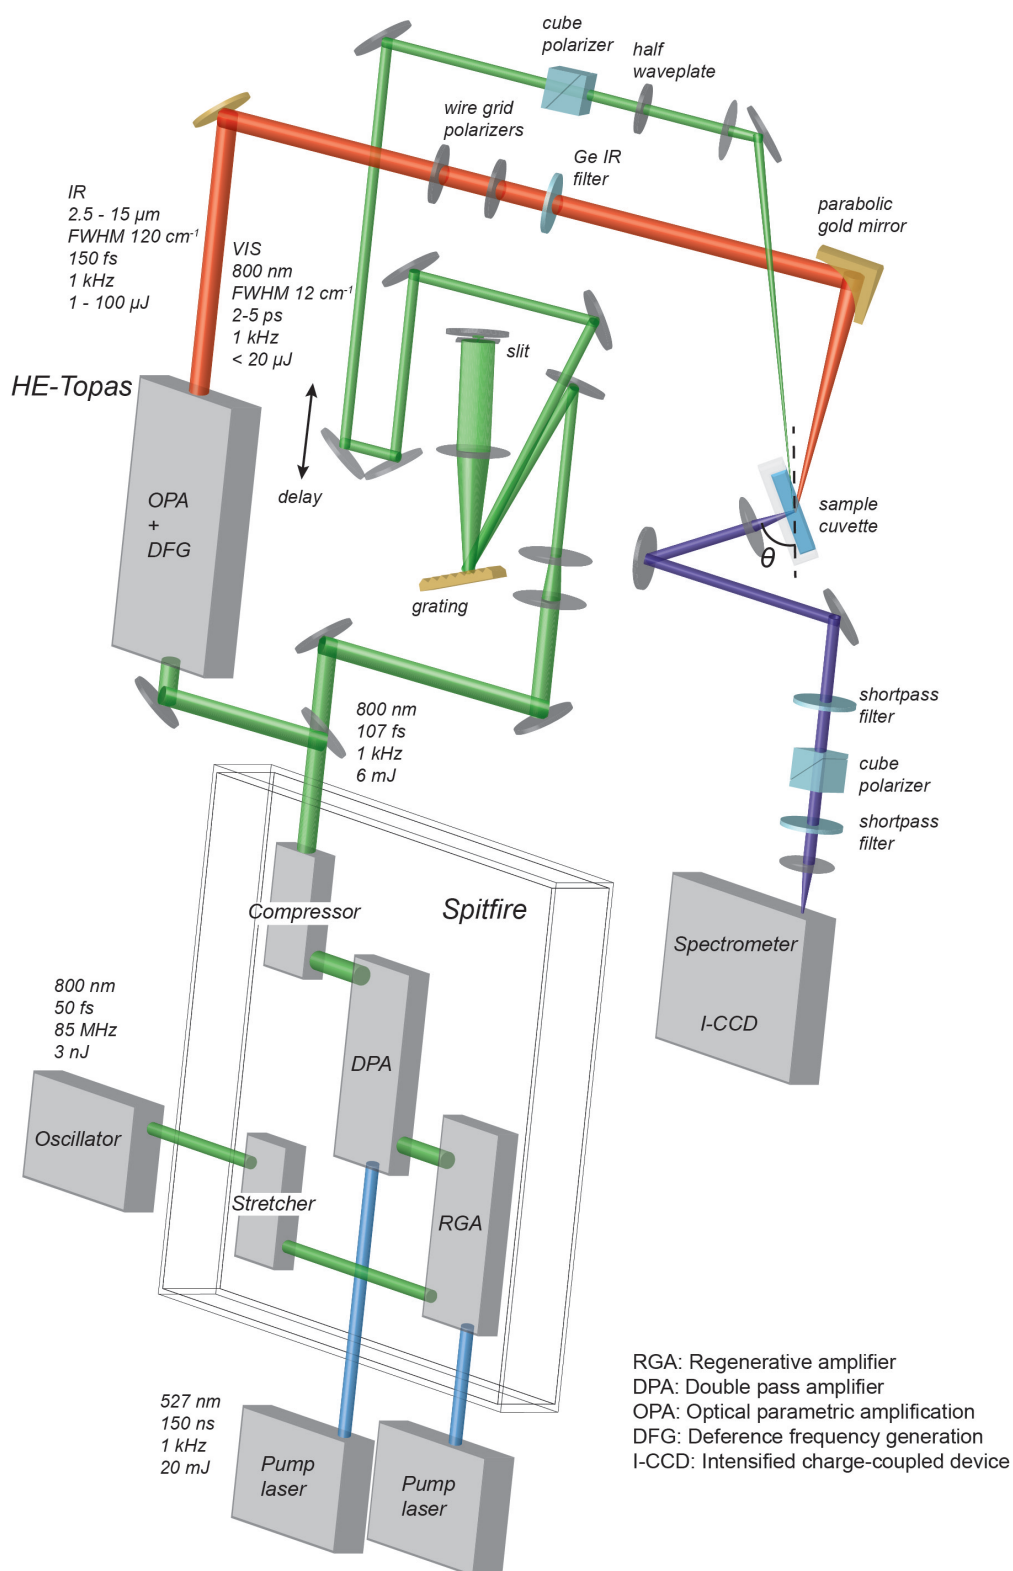 cube
polarizer
half
waveplate
wire grid
polarizers
Ge IR
filter
parabolic
gold mirror
IR
2.5 - 15 µm
FWHM 120 cm⁻¹
150 fs
1 kHz
1 - 100 µJ
VIS
800 nm
FWHM 12 cm⁻¹
2-5 ps
1 kHz
< 20 µJ
slit
HE-Topas
delay
OPA
+
DFG
sample
cuvette
θ
grating
shortpass
filter
800 nm
107 fs
1 kHz
6 mJ
cube
polarizer
shortpass
filter
Compressor
Spitfire
Spectrometer
I-CCD
800 nm
50 fs
85 MHz
3 nJ
DPA
Oscillator
Stretcher
RGA
RGA: Regenerative amplifier
DPA: Double pass amplifier
OPA: Optical parametric amplification
DFG: Deference frequency generation
I-CCD: Intensified charge-coupled device
527 nm
150 ns
1 kHz
20 mJ
Pump
laser
Pump
laser